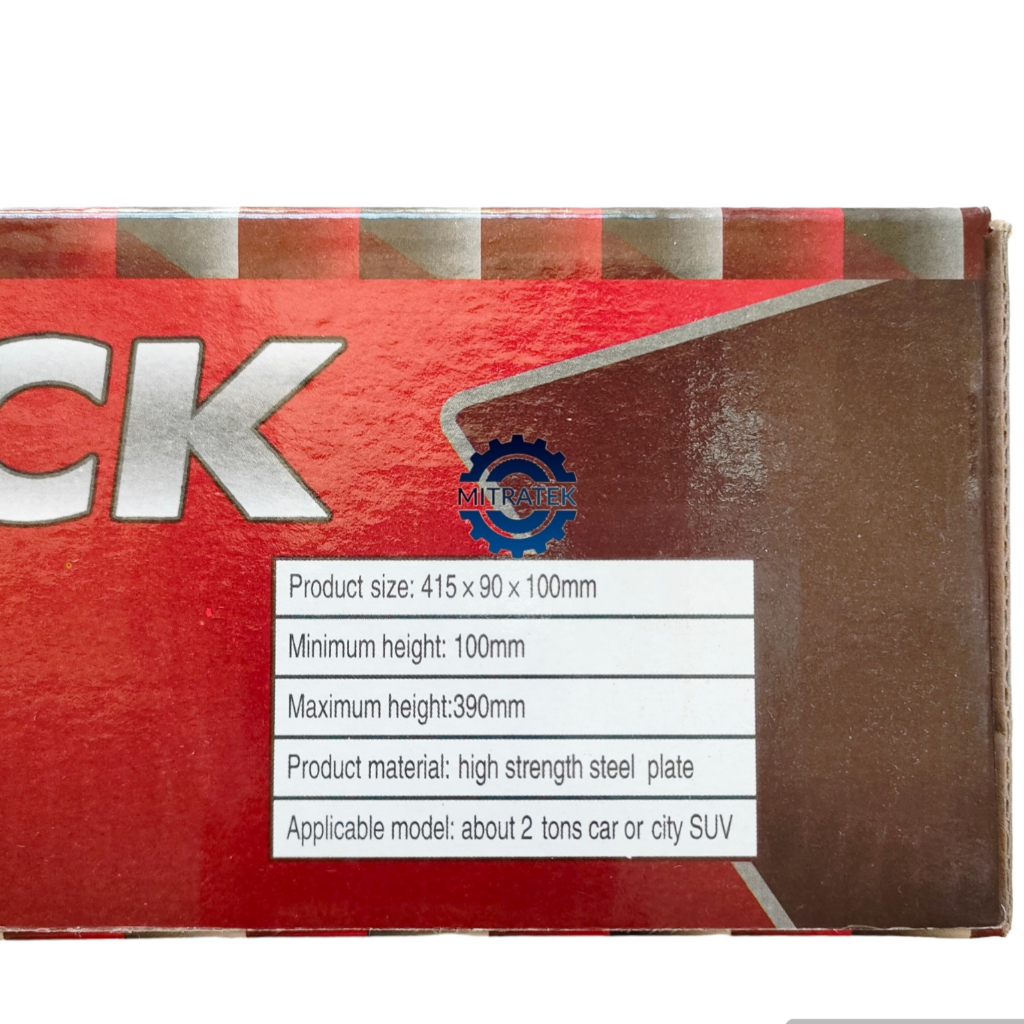 CK
MITRATEK
Product size: 415 x 90 x 100mm
Minimum height: 100mm
Maximum height:390mm
Product material: high strength steel plate
Applicable model: about 2 tons car or city SUV